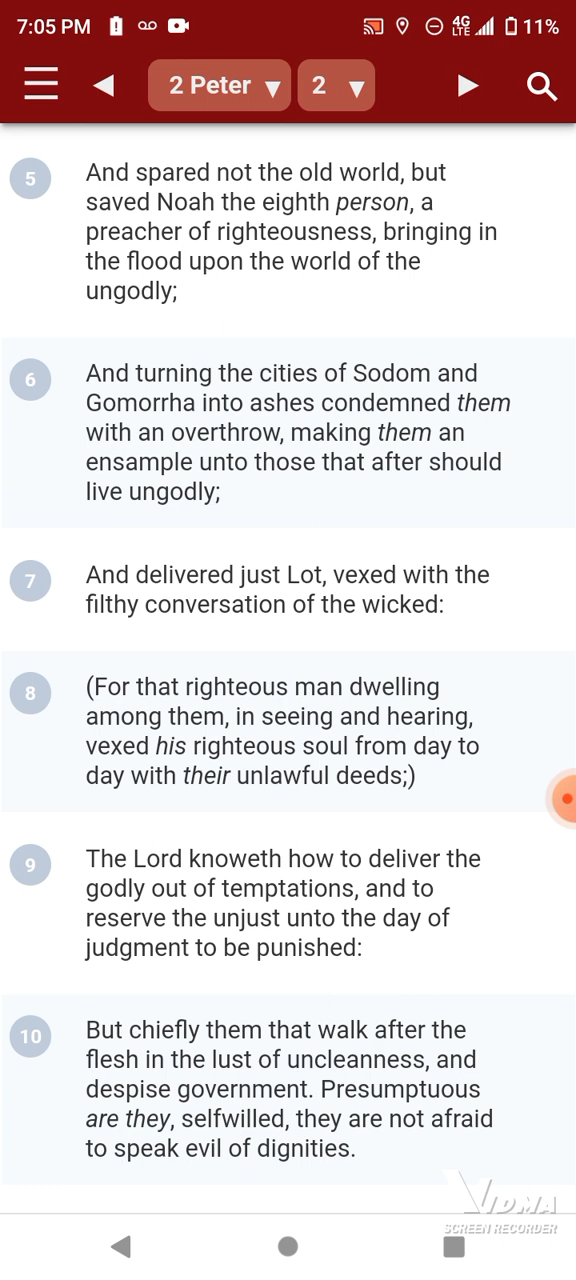 7:05 PM 4G LTE 11%
2 Peter 2
5 And spared not the old world, but
saved Noah the eighth person, a
preacher of righteousness, bringing in
the flood upon the world of the
ungodly;
6 And turning the cities of Sodom and
Gomorrha into ashes condemned them
with an overthrow, making them an
ensample unto those that after should
live ungodly;
7 And delivered just Lot, vexed with the
filthy conversation of the wicked:
8 (For that righteous man dwelling
among them, in seeing and hearing,
vexed his righteous soul from day to
day with their unlawful deeds;)
9 The Lord knoweth how to deliver the
godly out of temptations, and to
reserve the unjust unto the day of
judgment to be punished:
10 But chiefly them that walk after the
flesh in the lust of uncleanness, and
despise government. Presumptuous
are they, selfwilled, they are not afraid
to speak evil of dignities.
VIDMA
SCREEN RECORDER